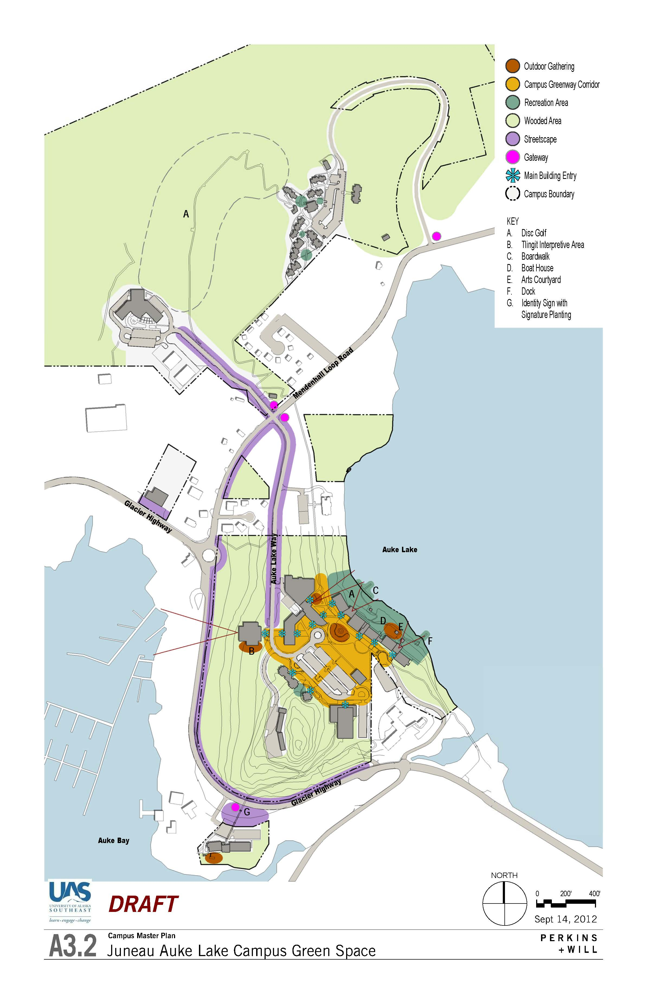 Outdoor Gathering
Campus Greenway Corridor
Recreation Area
Wooded Area
Streetscape
Gateway
Main Building Entry
Campus Boundary
KEY
A. Disc Golf
B. Tlingit Interpretive Area
C. Boardwalk
D. Boat House
E. Arts Courtyard
F. Dock
G. Identity Sign with
Signature Planting
A
Mendenhall Loop Road
Glacier Highway
Auke Lake Way
Auke Lake
A
C
D
E
F
B
Glacier Highway
G
Auke Bay
UAS
UNIVERSITY OF ALASKA
SOUTHEAST
learn · engage · change
DRAFT
NORTH
0 200' 400'
Sept 14, 2012
A3.2
Campus Master Plan
Juneau Auke Lake Campus Green Space
PERKINS
+WILL